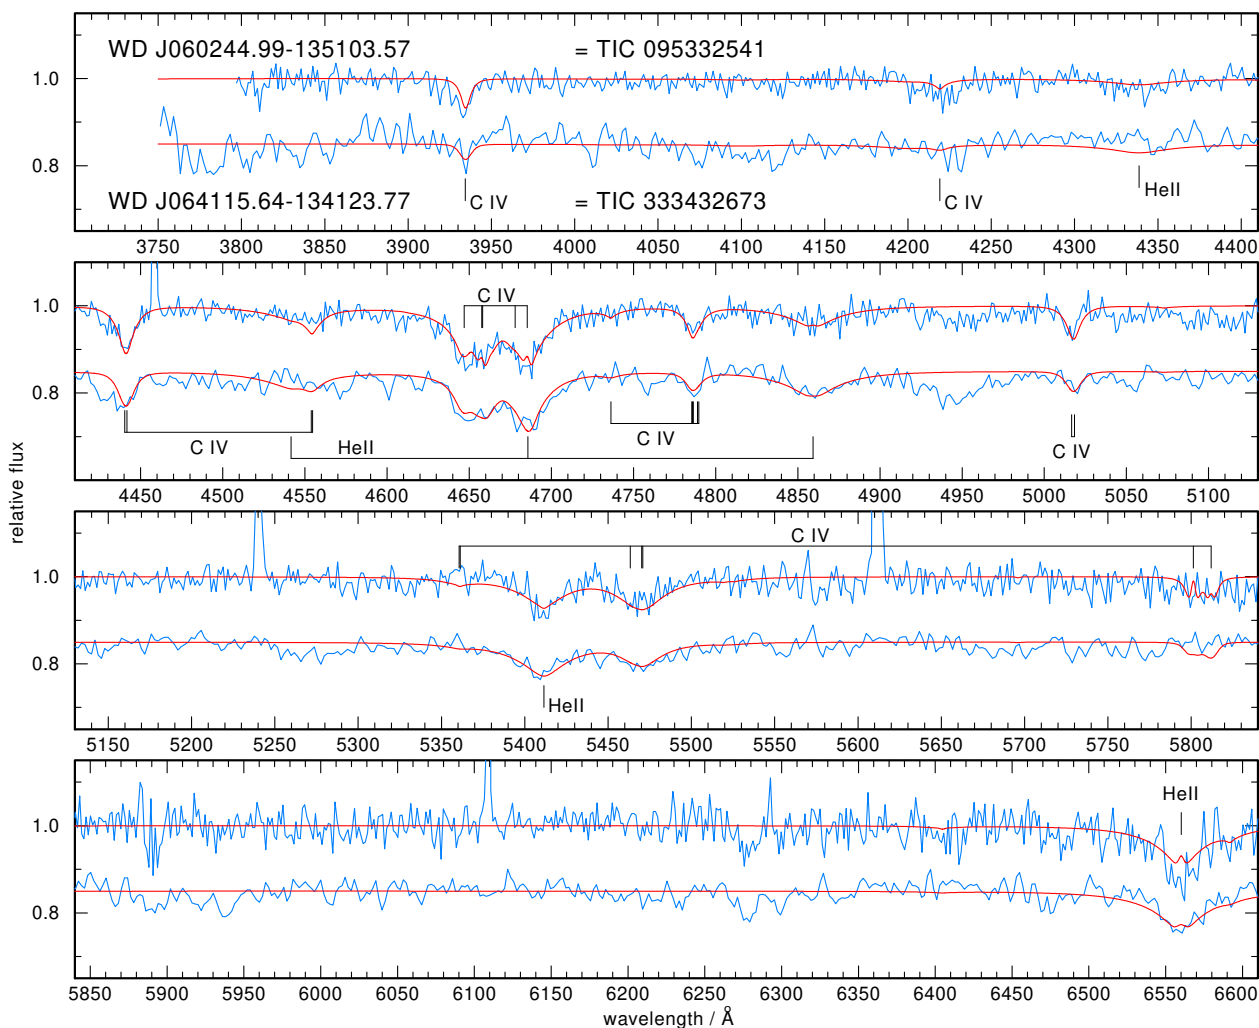 WD J060244.99-135103.57 = TIC 095332541
1.0
0.8
WD J064115.64-134123.77 = TIC 333432673
C IV
C IV
HeII
3750 3800 3850 3900 3950 4000 4050 4100 4150 4200 4250 4300 4350 4400
C IV
1.0
0.8
C IV
HeII
C IV
C IV
4450 4500 4550 4600 4650 4700 4750 4800 4850 4900 4950 5000 5050 5100
relative flux
C IV
1.0
0.8
HeII
5150 5200 5250 5300 5350 5400 5450 5500 5550 5600 5650 5700 5750 5800
HeII
1.0
0.8
5850 5900 5950 6000 6050 6100 6150 6200 6250 6300 6350 6400 6450 6500 6550 6600
wavelength / Å